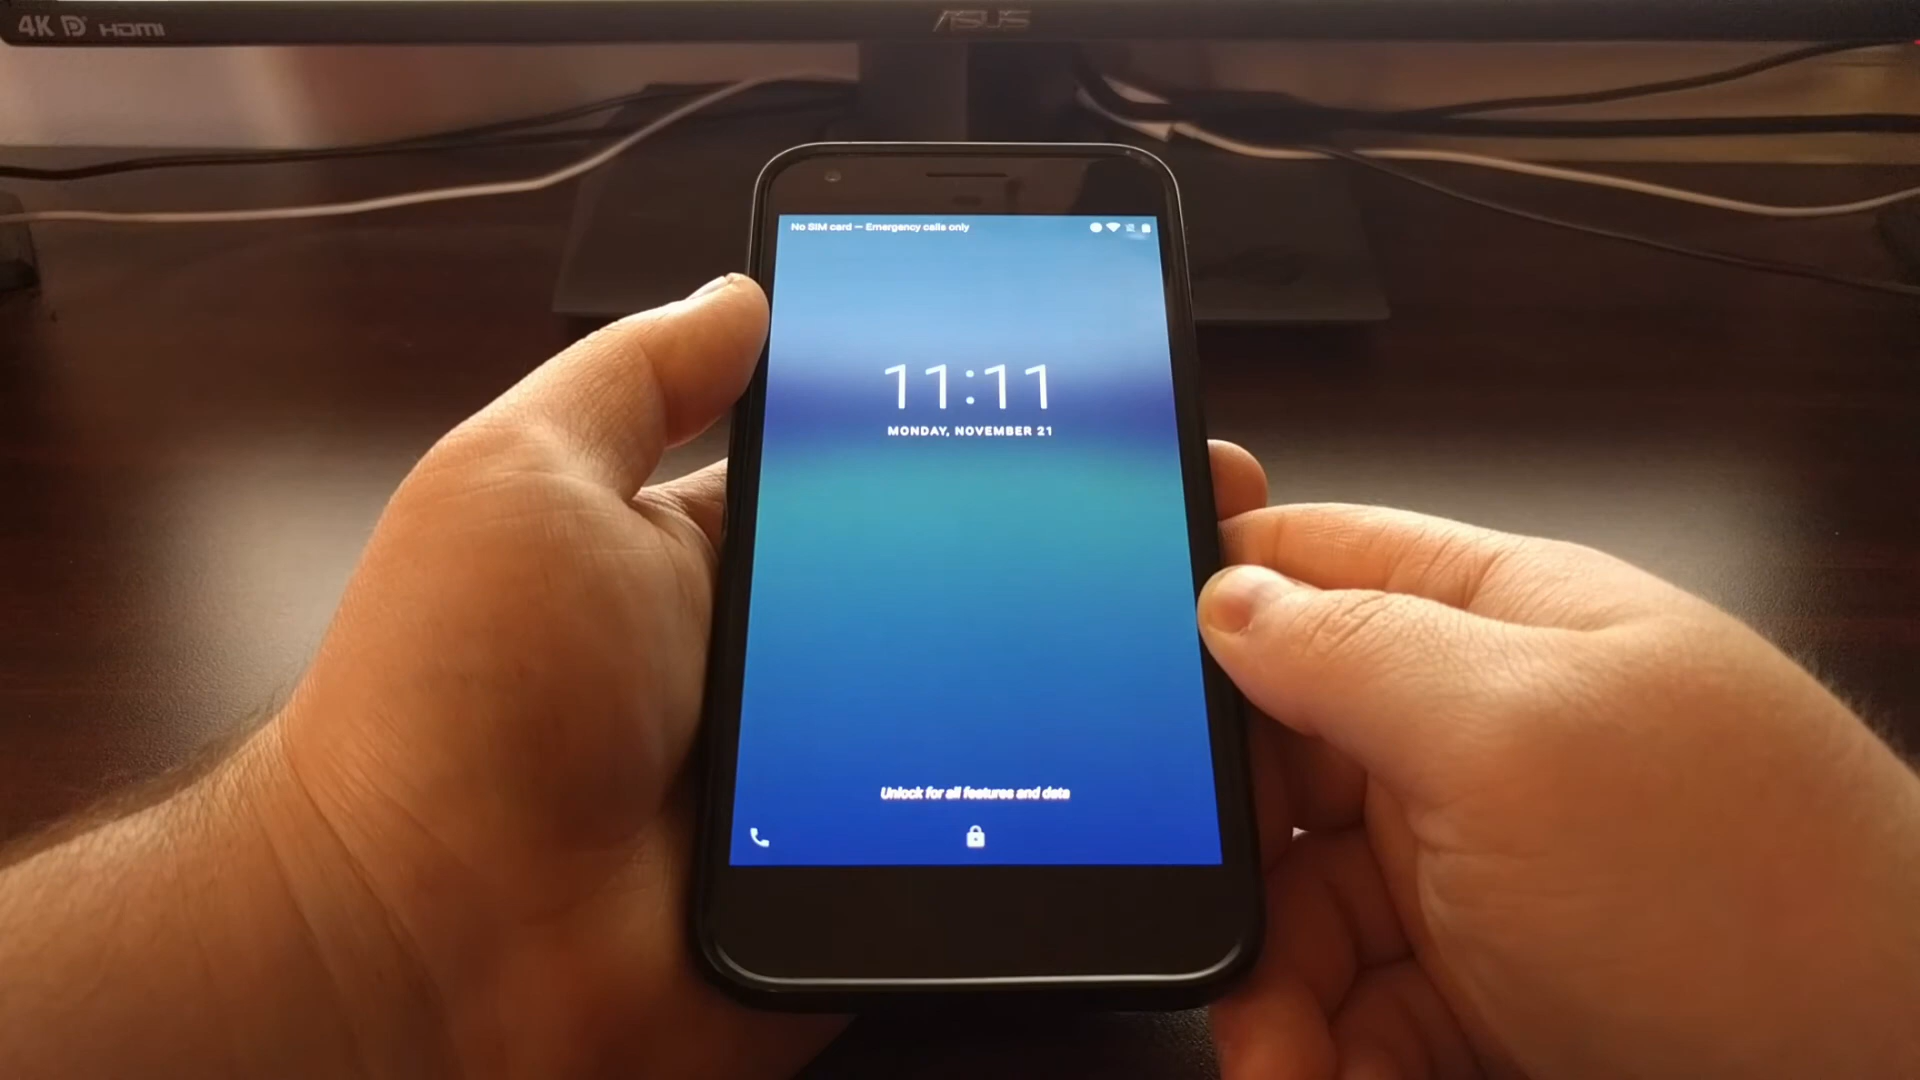 4K HDMI
ASUS
No SIM card — Emergency calls only
11:11
MONDAY, NOVEMBER 21
Unlock for all features and data